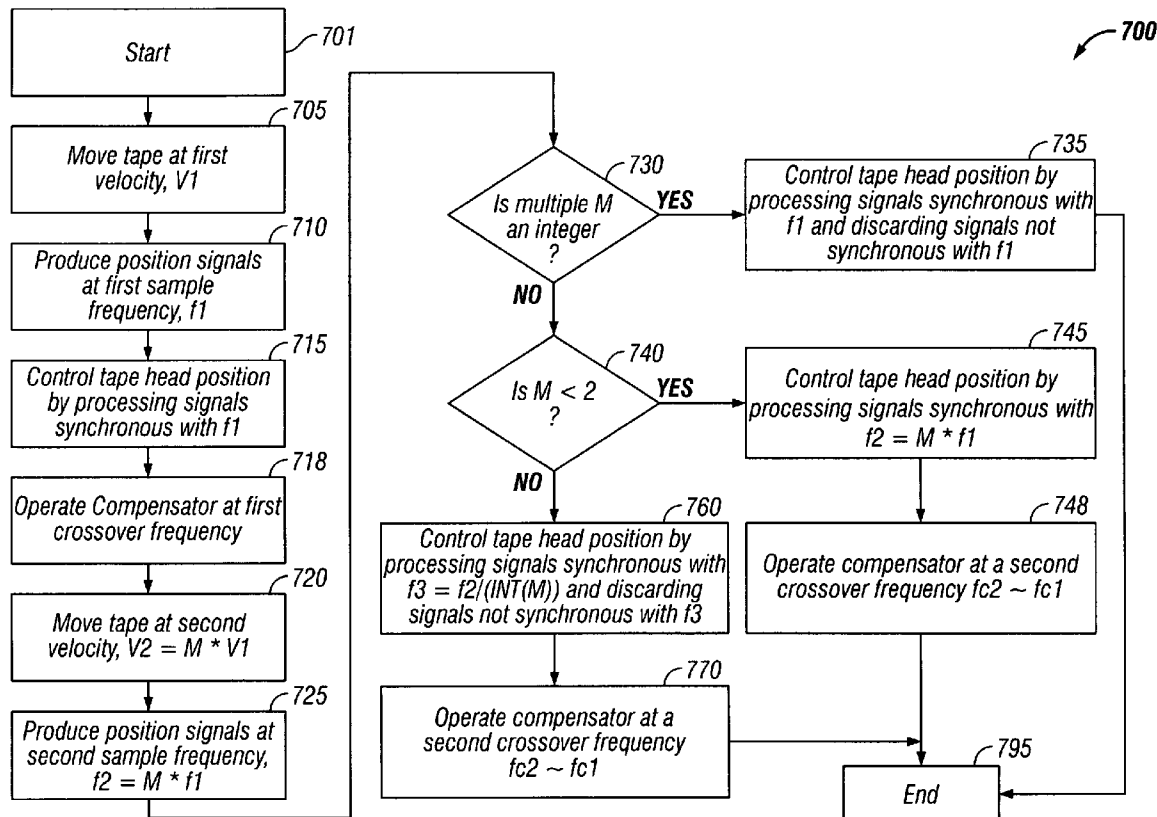 700
701
Start
705
Move tape at first
velocity, V1
710
Produce position signals
at first sample
frequency, f1
715
Control tape head position
by processing signals
synchronous with f1
718
Operate Compensator at first
crossover frequency
720
Move tape at second
velocity, V2 = M * V1
725
Produce position signals at
second sample frequency,
f2 = M * f1
730
Is multiple M
an integer
?
YES
NO
735
Control tape head position by
processing signals synchronous with
f1 and discarding signals not
synchronous with f1
740
Is M < 2
?
YES
NO
745
Control tape head position by
processing signals synchronous with
f2 = M * f1
748
Operate compensator at a second
crossover frequency fc2 ~ fc1
760
Control tape head position by
processing signals synchronous with
f3 = f2/(INT(M)) and discarding
signals not synchronous with f3
770
Operate compensator at a
second crossover frequency
fc2 ~ fc1
795
End